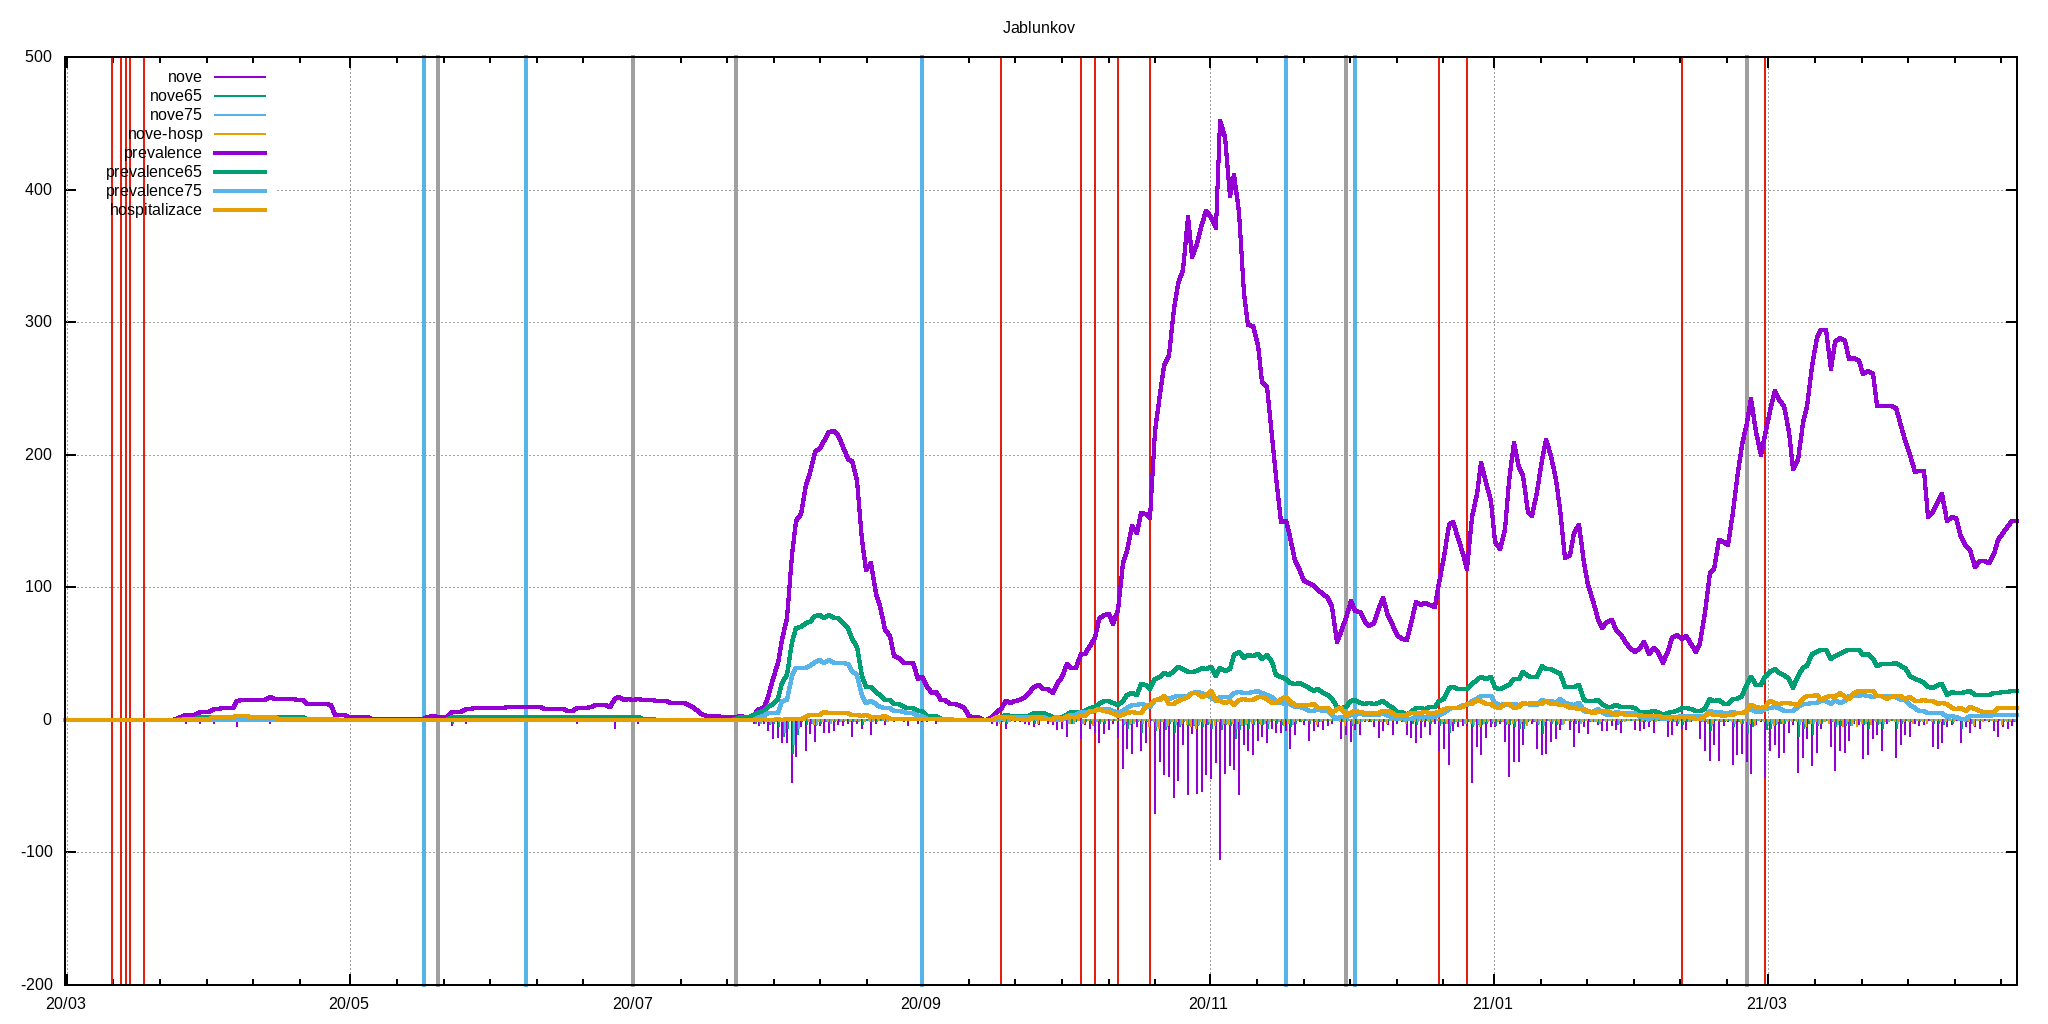 Jablunkov
500
400
300
200
100
0
-100
-200
nove
nove65
nove75
nove-hosp
prevalence
prevalence65
prevalence75
hospitalizace
20/03 20/05 20/07 20/09 20/11 21/01 21/03